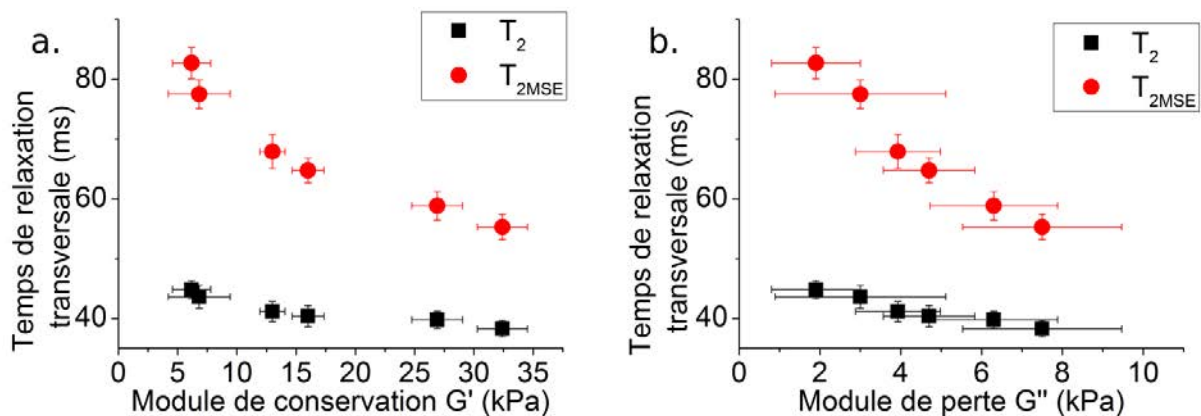 a.
T₂
T₂MSE
80
60
40
Temps de relaxation
transversale (ms)
0 5 10 15 20 25 30 35
Module de conservation G' (kPa)
b.
T₂
T₂MSE
80
60
40
Temps de relaxation
transversale (ms)
0 2 4 6 8 10
Module de perte G" (kPa)